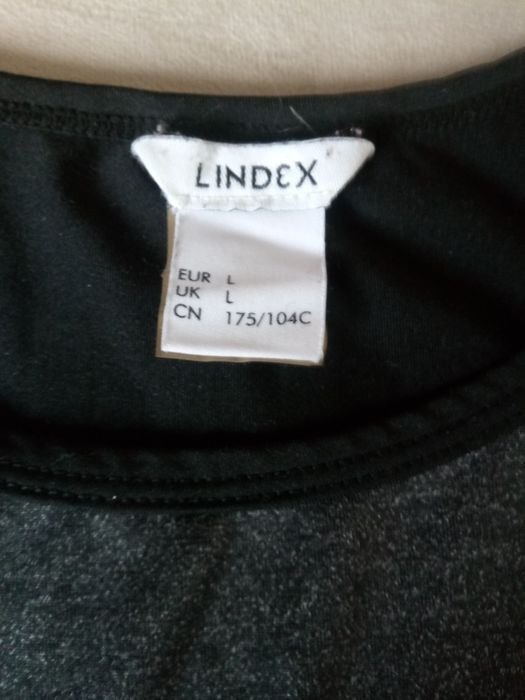 LINDEX
EUR L
UK L
CN 175/104C